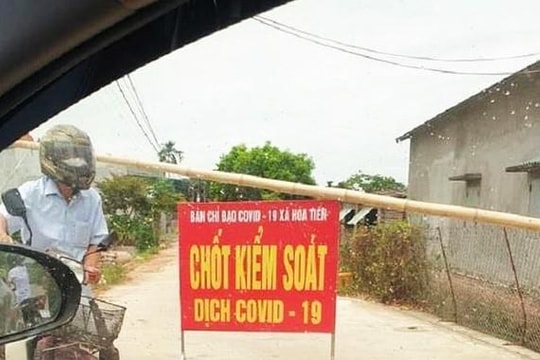 BAN CHỈ ĐẠO COVID - 19 XÃ HÒA TIẾN
CHỐT KIỂM SOÁT
DỊCH COVID - 19